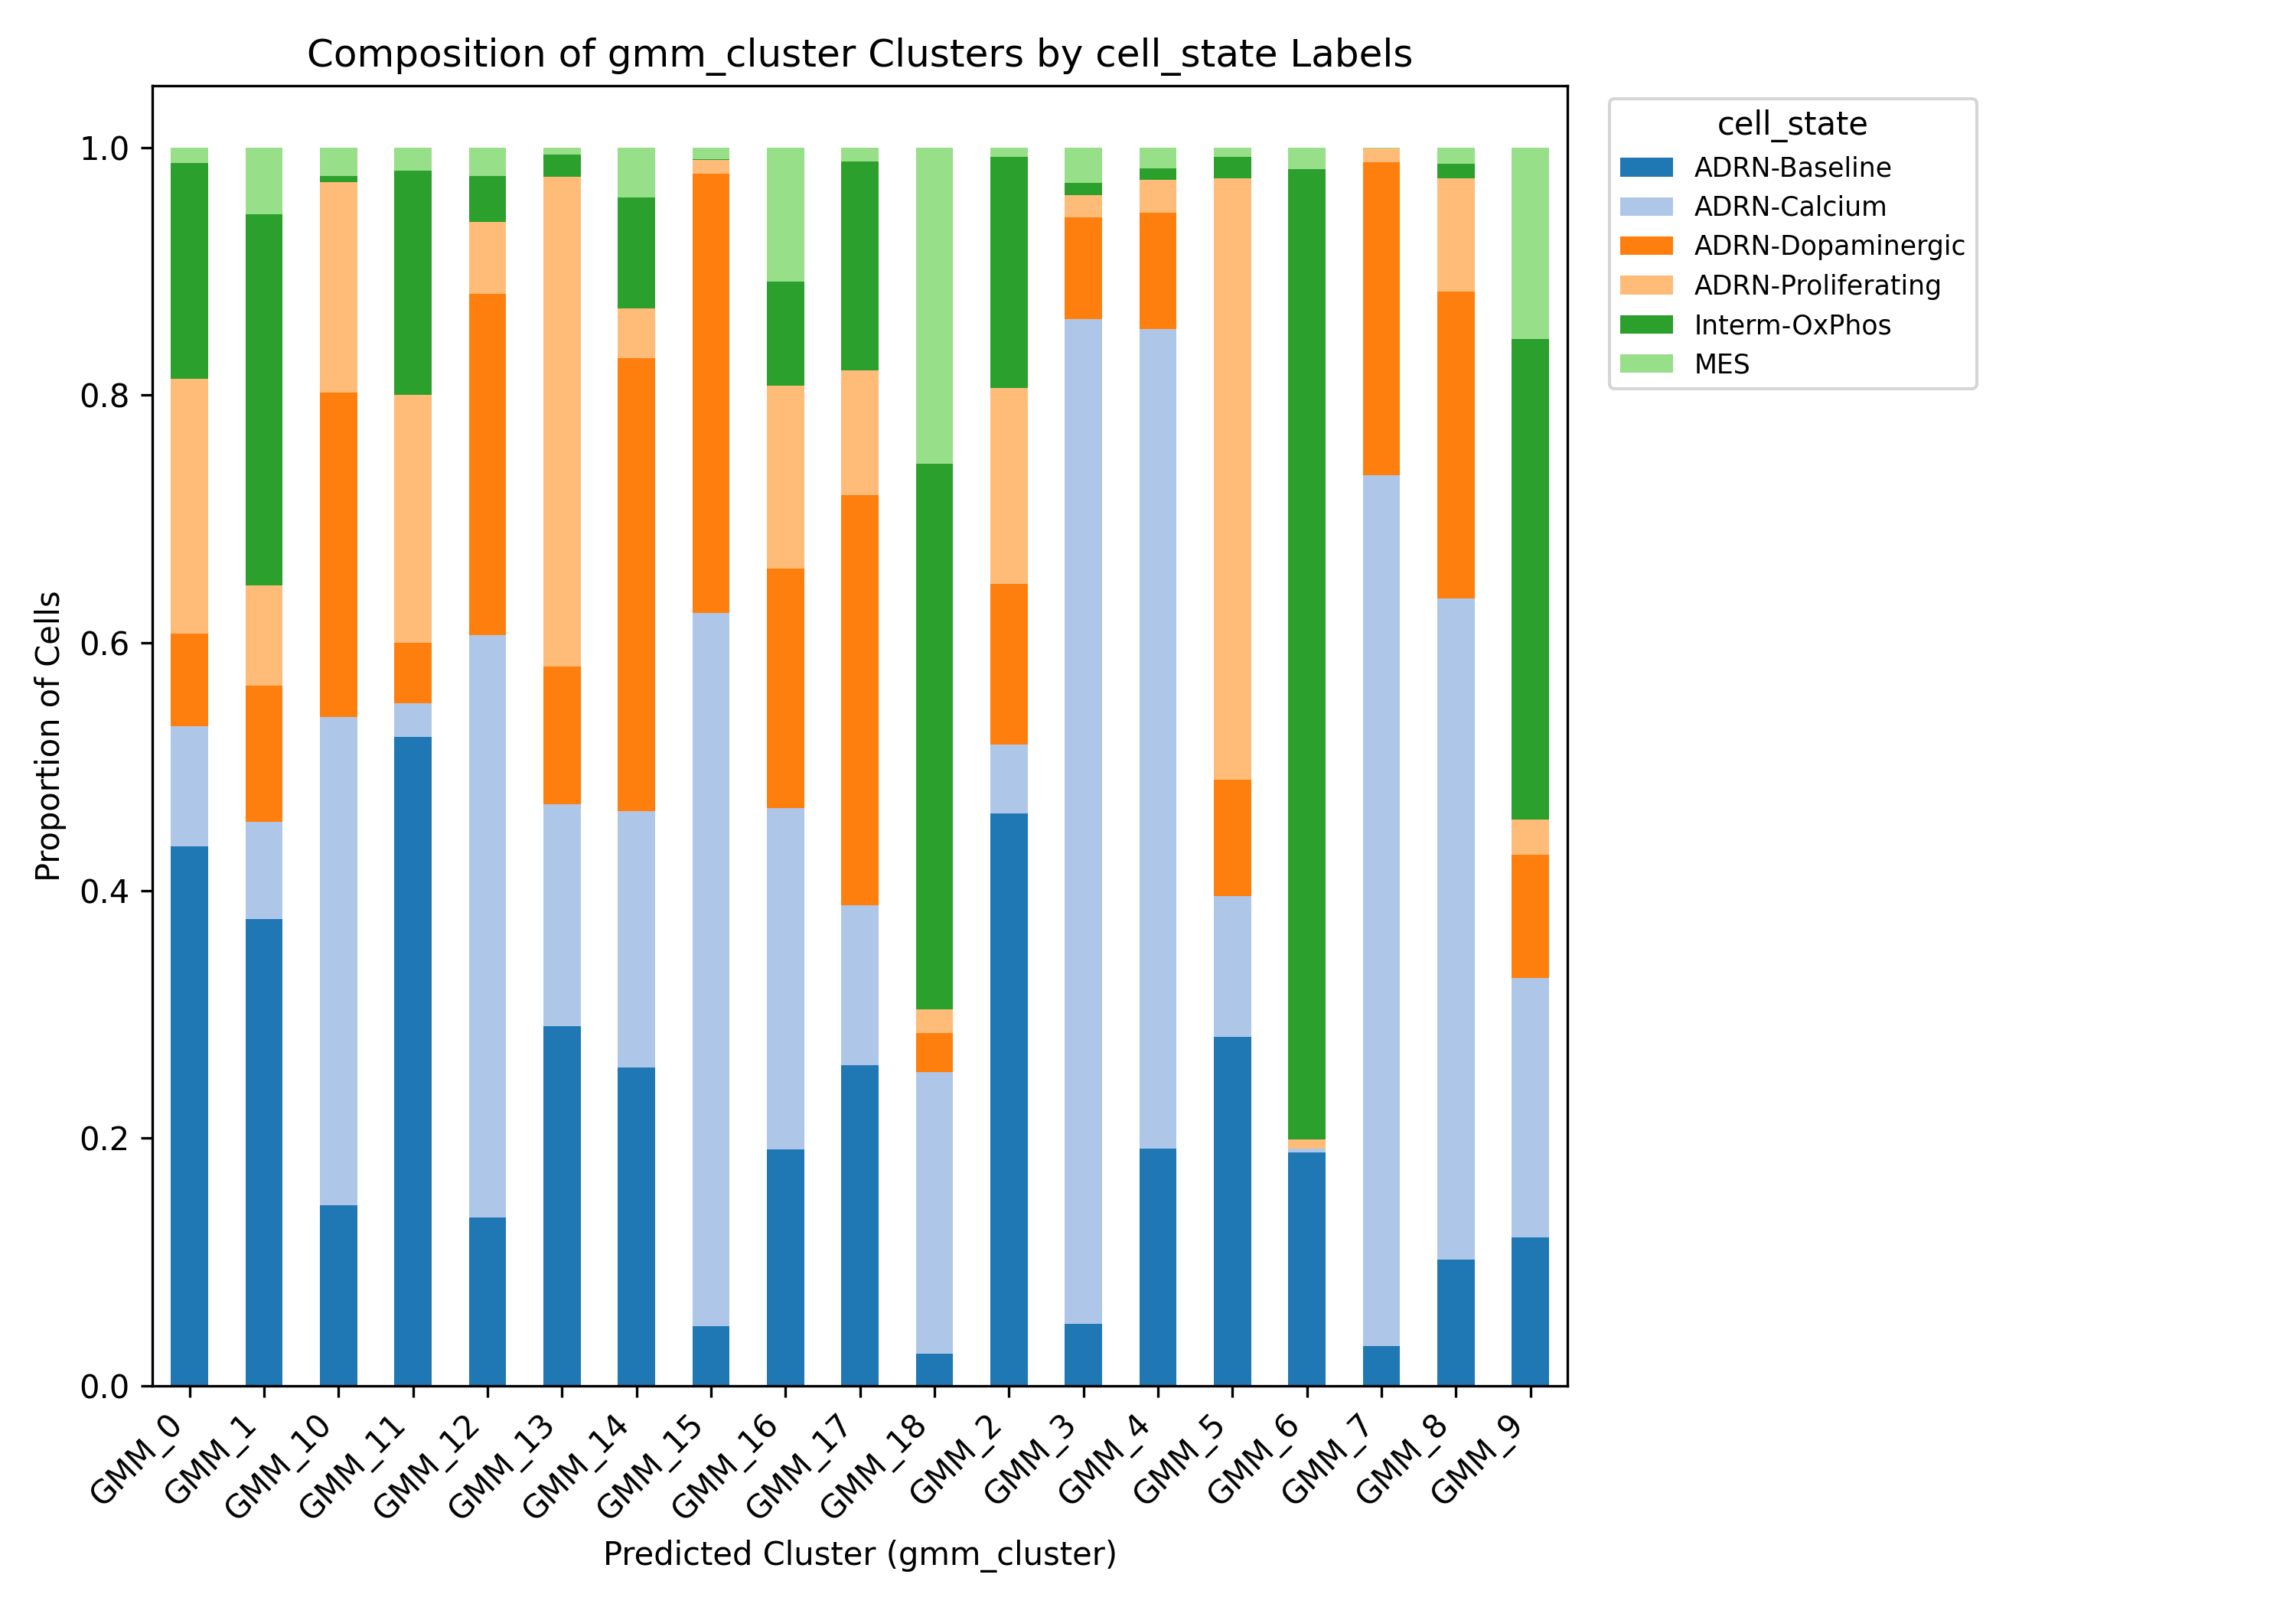 Composition of gmm_cluster Clusters by cell_state Labels
cell_state
ADRN-Baseline
ADRN-Calcium
ADRN-Dopaminergic
ADRN-Proliferating
Interm-OxPhos
MES
Proportion of Cells
1.0
0.8
0.6
0.4
0.2
0.0
GMM_0
GMM_1
GMM_10
GMM_11
GMM_12
GMM_13
GMM_14
GMM_15
GMM_16
GMM_17
GMM_18
GMM_2
GMM_3
GMM_4
GMM_5
GMM_6
GMM_7
GMM_8
GMM_9
Predicted Cluster (gmm_cluster)